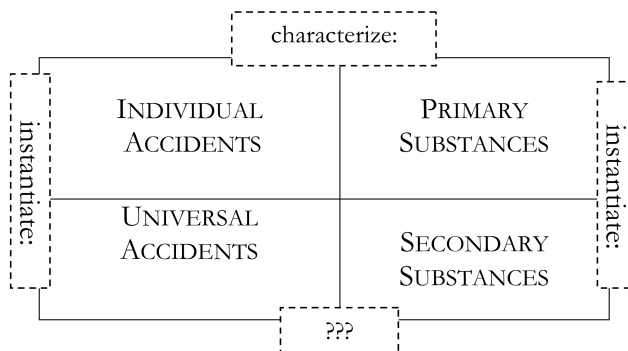 characterize:
INDIVIDUAL
ACCIDENTS
PRIMARY
SUBSTANCES
instantiate:
instantiate:
UNIVERSAL
ACCIDENTS
SECONDARY
SUBSTANCES
???